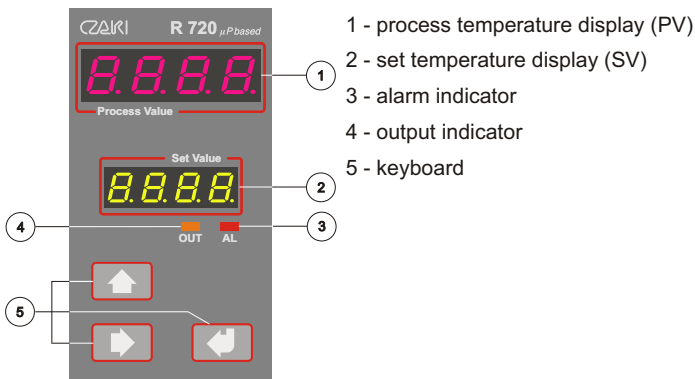 CZAKI R 720 µP based
8.8.8.8.
Process Value
Set Value
8.8.8.8.
OUT AL
1
2
3
4
5
1 - process temperature display (PV)
2 - set temperature display (SV)
3 - alarm indicator
4 - output indicator
5 - keyboard